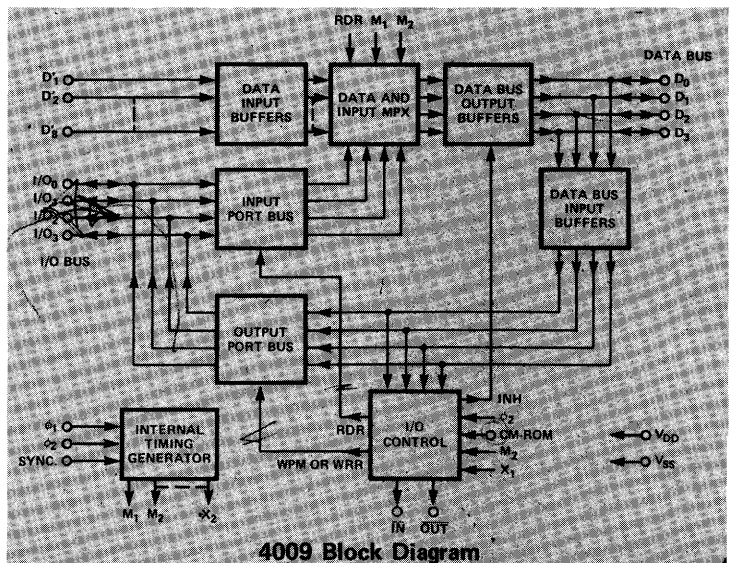 RDR M₁ M₂
DATA BUS
D'₁
D'₂
D'₈
DATA
INPUT
BUFFERS
DATA AND
INPUT MPX
DATA BUS
OUTPUT
BUFFERS
D₀
D₁
D₂
D₃
I/O₀
I/O₃
I/O BUS
INPUT
PORT BUS
DATA BUS
INPUT
BUFFERS
OUTPUT
PORT BUS
ϕ₁
ϕ₂
SYNC.
INTERNAL
TIMING
GENERATOR
M₁ M₂ X₂
RDR
WPM OR WRR
I/O
CONTROL
INH
ϕ₂
CM-ROM
M₂
X₁
IN OUT
V_DD
V_SS
4009 Block Diagram